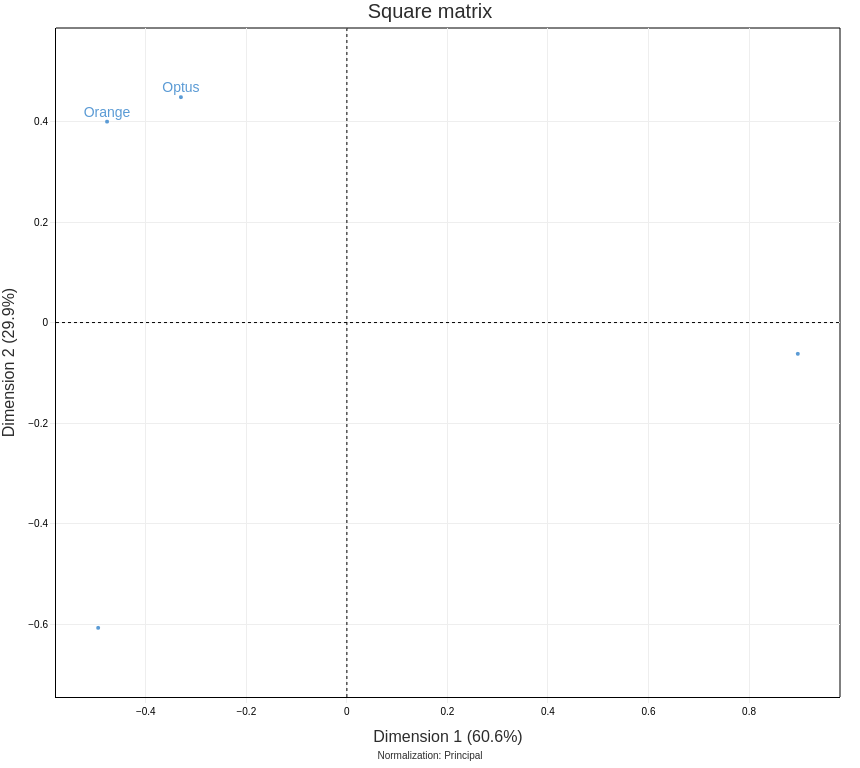 Square matrix
Optus
Orange
Dimension 2 (29.9%)
0.4
0.2
0
−0.2
−0.4
−0.6
−0.4
−0.2
0
0.2
0.4
0.6
0.8
Dimension 1 (60.6%)
Normalization: Principal